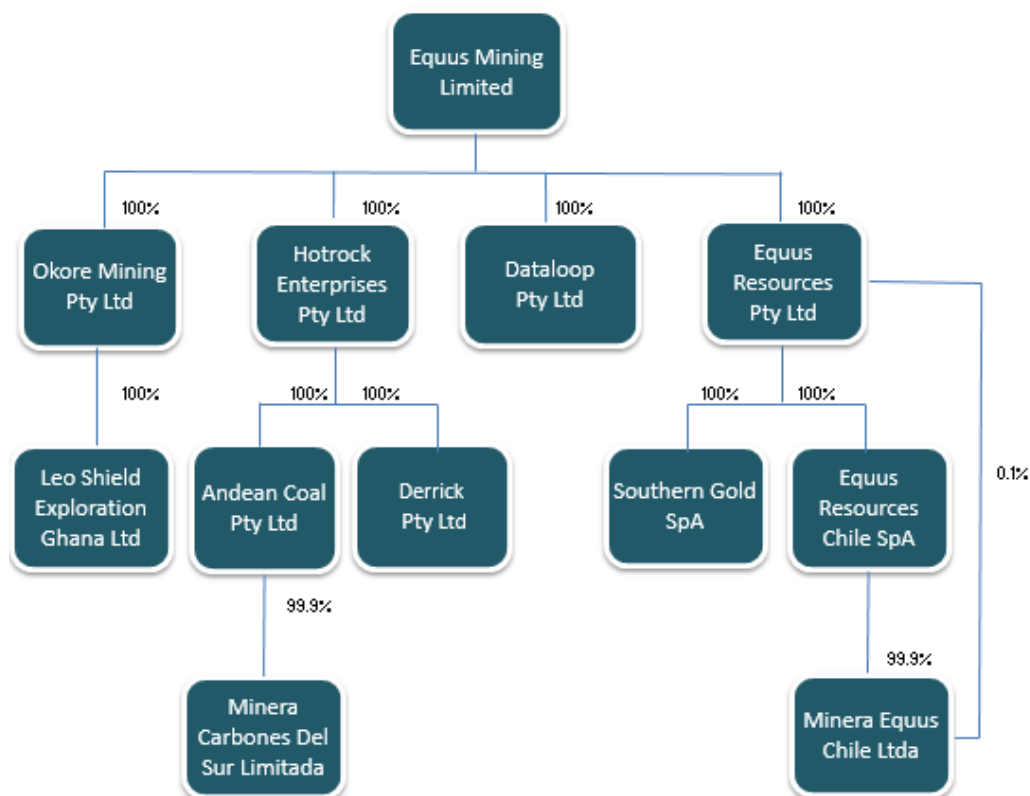 Equus Mining
Limited
100%
100%
100%
100%
Okore Mining
Pty Ltd
Hotrock
Enterprises
Pty Ltd
Dataloop
Pty Ltd
Equus
Resources
Pty Ltd
100%
100%
100%
100%
100%
Leo Shield
Exploration
Ghana Ltd
Andean Coal
Pty Ltd
Derrick
Pty Ltd
Southern Gold
SpA
Equus
Resources
Chile SpA
0.1%
99.9%
99.9%
Minera
Carbones Del
Sur Limitada
Minera Equus
Chile Ltda